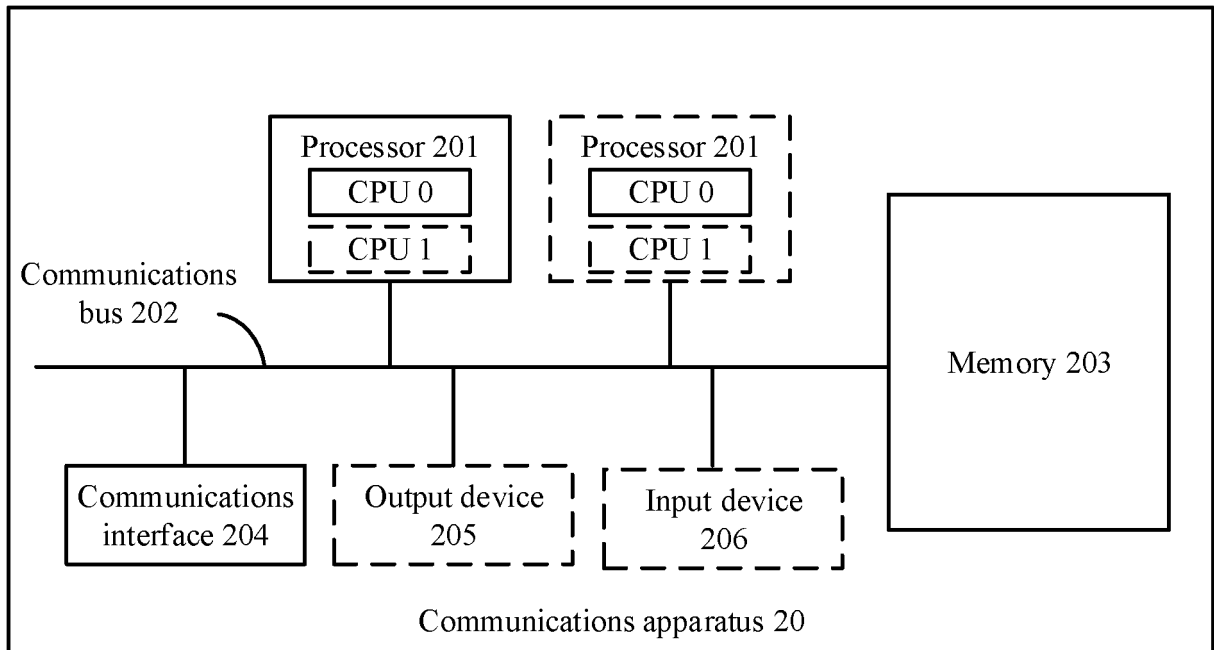 Processor 201
CPU 0
CPU 1
Processor 201
CPU 0
CPU 1
Communications
bus 202
Memory 203
Communications
interface 204
Output device
205
Input device
206
Communications apparatus 20